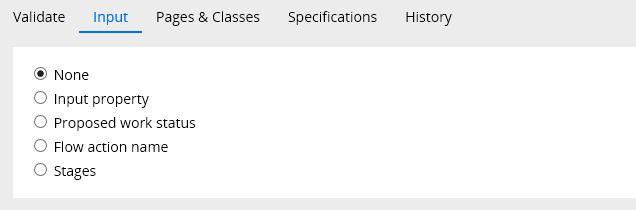 Validate Input Pages & Classes Specifications History
None
Input property
Proposed work status
Flow action name
Stages